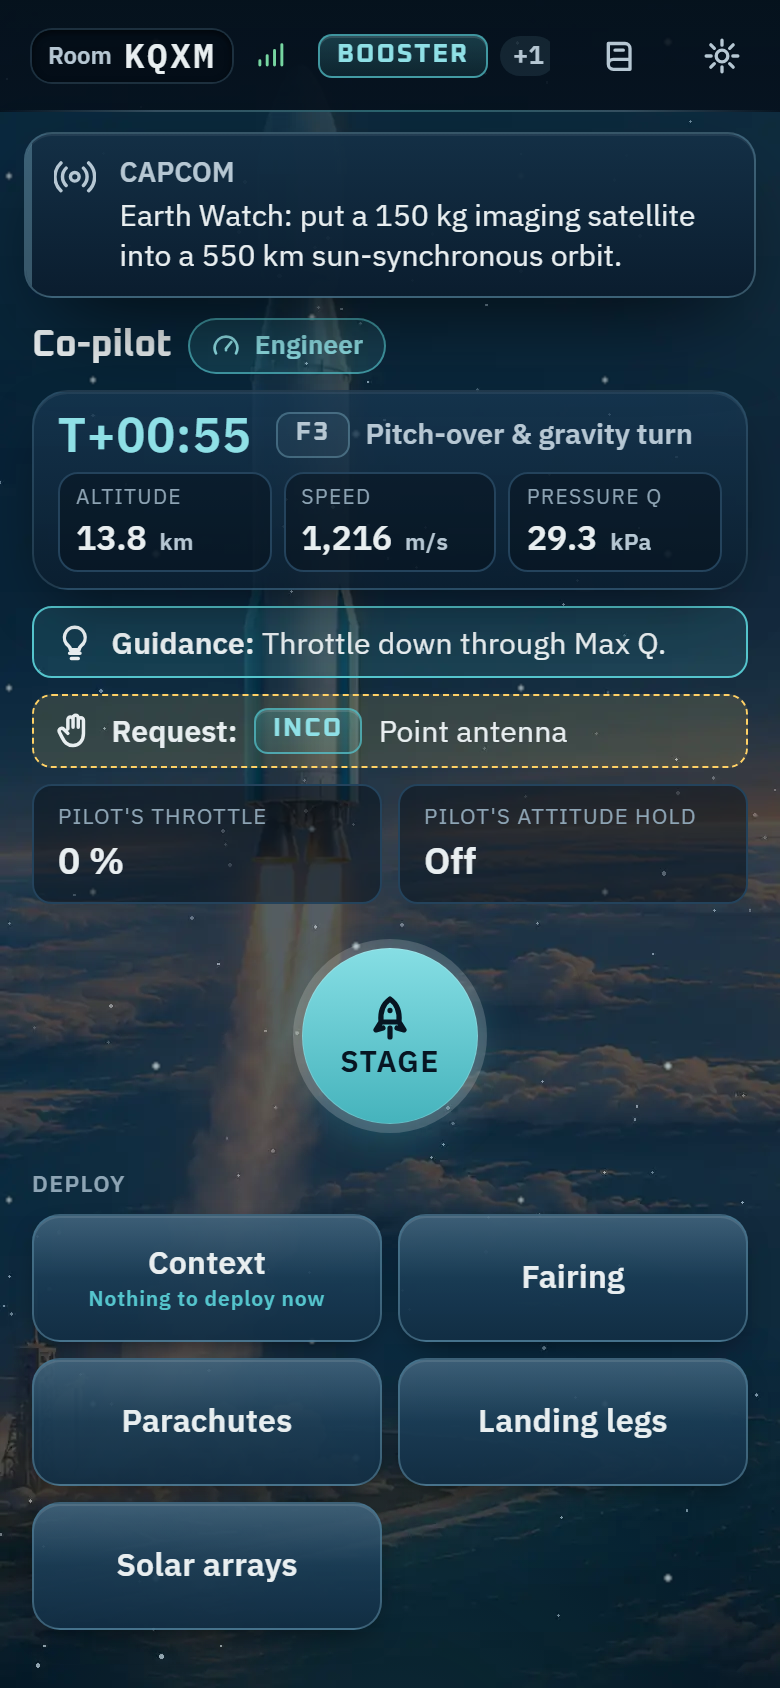 Room KQXM BOOSTER +1
CAPCOM
Earth Watch: put a 150 kg imaging satellite
into a 550 km sun-synchronous orbit.
Co-pilot Engineer
T+00:55 F3 Pitch-over & gravity turn
ALTITUDE SPEED PRESSURE Q
13.8 km 1,216 m/s 29.3 kPa
Guidance: Throttle down through Max Q.
Request: INCO Point antenna
PILOT'S THROTTLE PILOT'S ATTITUDE HOLD
0 % Off
STAGE
DEPLOY
Context Fairing
Nothing to deploy now
Parachutes Landing legs
Solar arrays